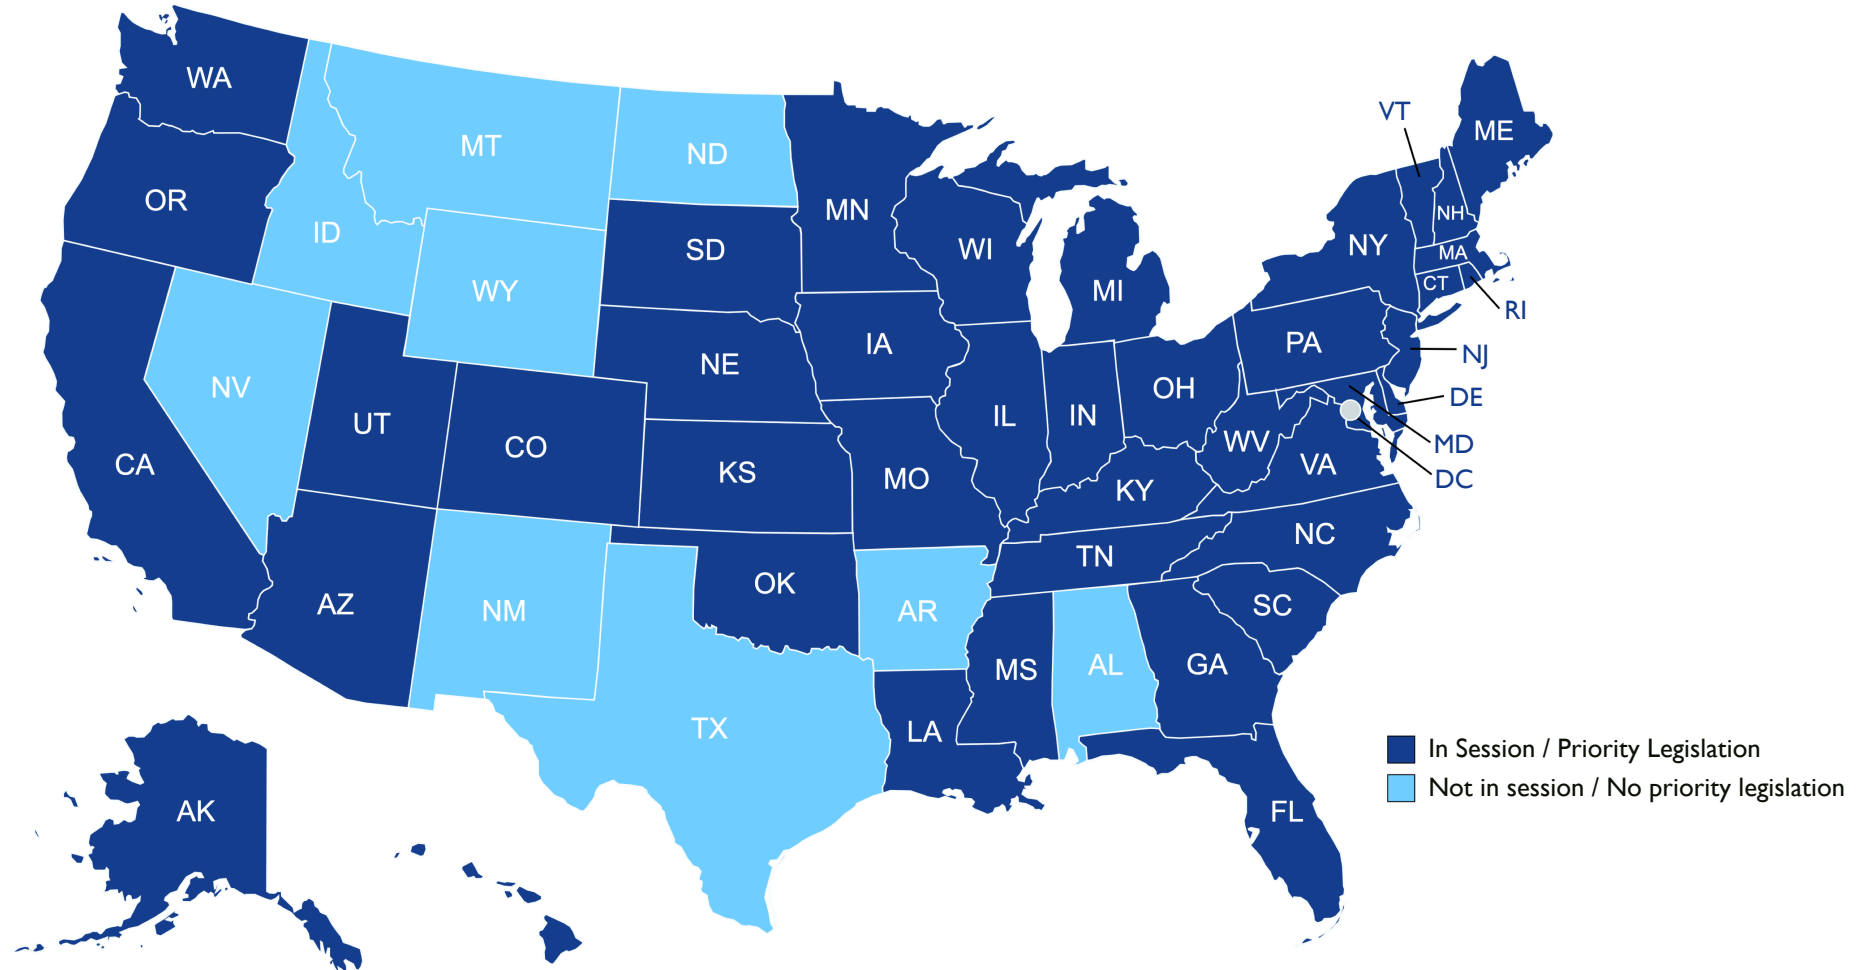 WA
OR
CA
NV
ID
MT
WY
UT
AZ
CO
NM
ND
SD
NE
KS
OK
TX
MN
IA
MO
AR
LA
WI
IL
MI
IN
OH
KY
TN
MS
AL
GA
FL
SC
NC
VA
WV
PA
NY
VT
ME
NH
MA
CT
RI
NJ
DE
MD
DC
AK
In Session / Priority Legislation
Not in session / No priority legislation